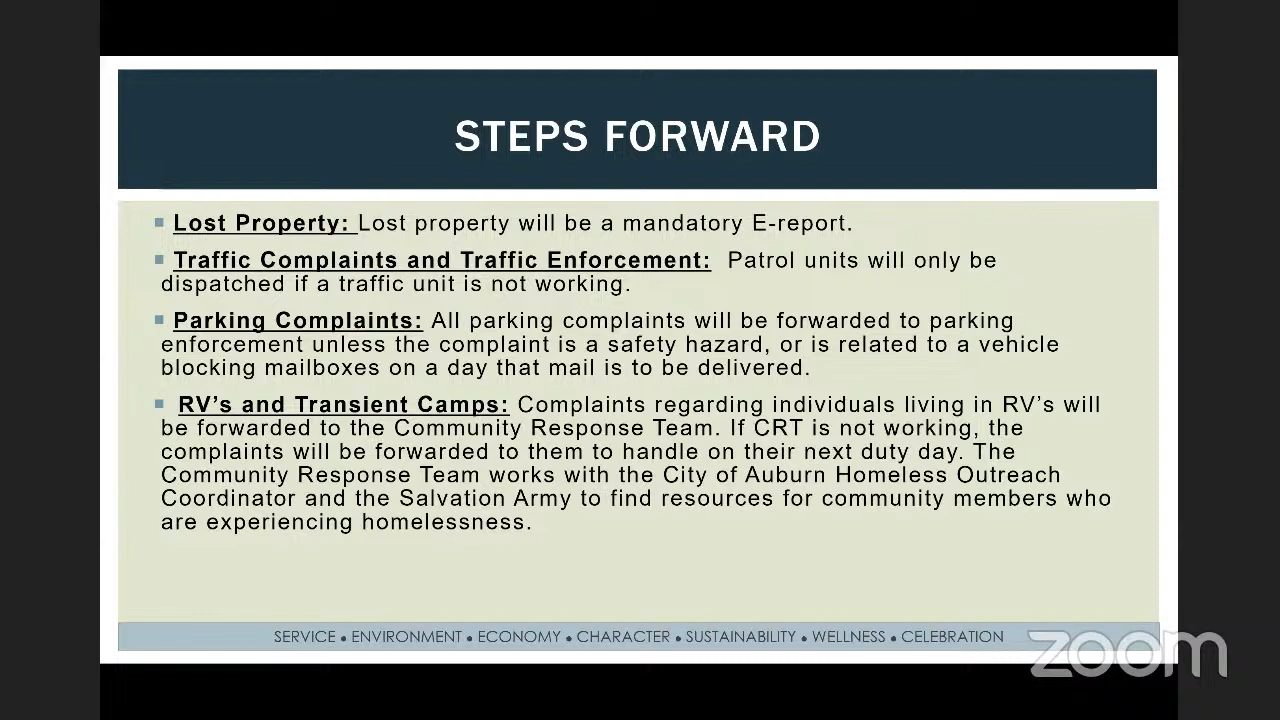 STEPS FORWARD
Lost Property: Lost property will be a mandatory E-report.
Traffic Complaints and Traffic Enforcement: Patrol units will only be
dispatched if a traffic unit is not working.
Parking Complaints: All parking complaints will be forwarded to parking
enforcement unless the complaint is a safety hazard, or is related to a vehicle
blocking mailboxes on a day that mail is to be delivered.
RV's and Transient Camps: Complaints regarding individuals living in RV's will
be forwarded to the Community Response Team. If CRT is not working, the
complaints will be forwarded to them to handle on their next duty day. The
Community Response Team works with the City of Auburn Homeless Outreach
Coordinator and the Salvation Army to find resources for community members who
are experiencing homelessness.
SERVICE • ENVIRONMENT • ECONOMY • CHARACTER • SUSTAINABILITY • WELLNESS • CELEBRATION
zoom